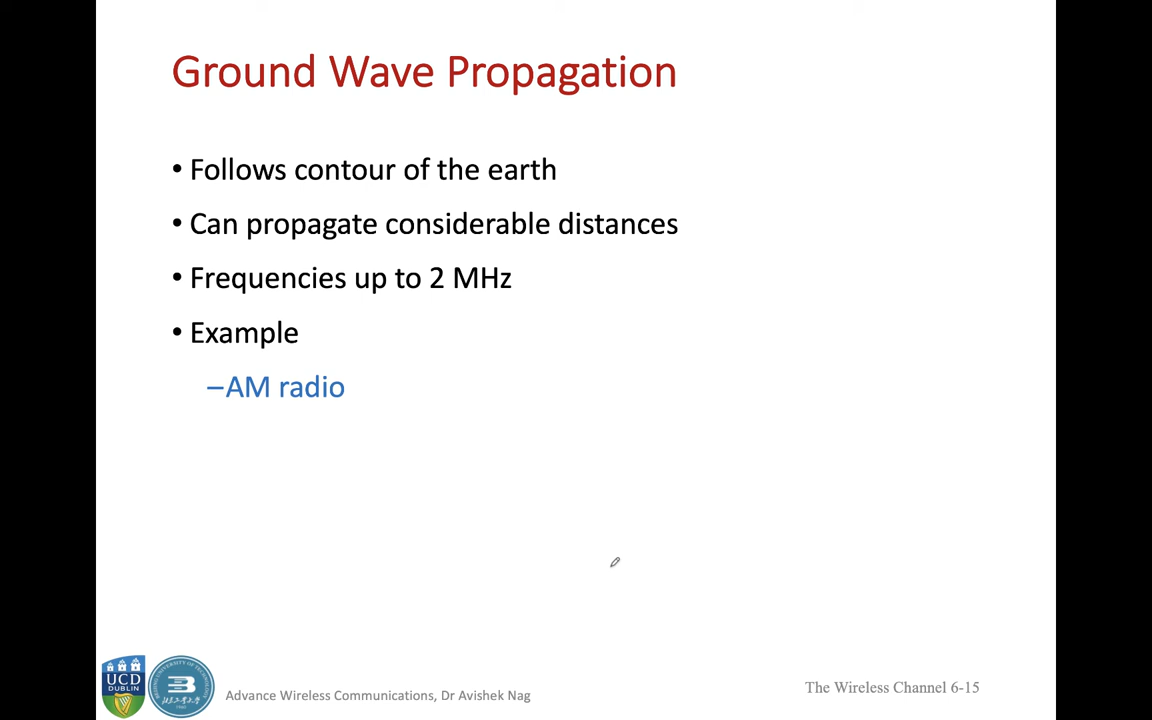 Ground Wave Propagation
• Follows contour of the earth
• Can propagate considerable distances
• Frequencies up to 2 MHz
• Example
–AM radio
UCD
DUBLIN
Advance Wireless Communications, Dr Avishek Nag
The Wireless Channel 6-15